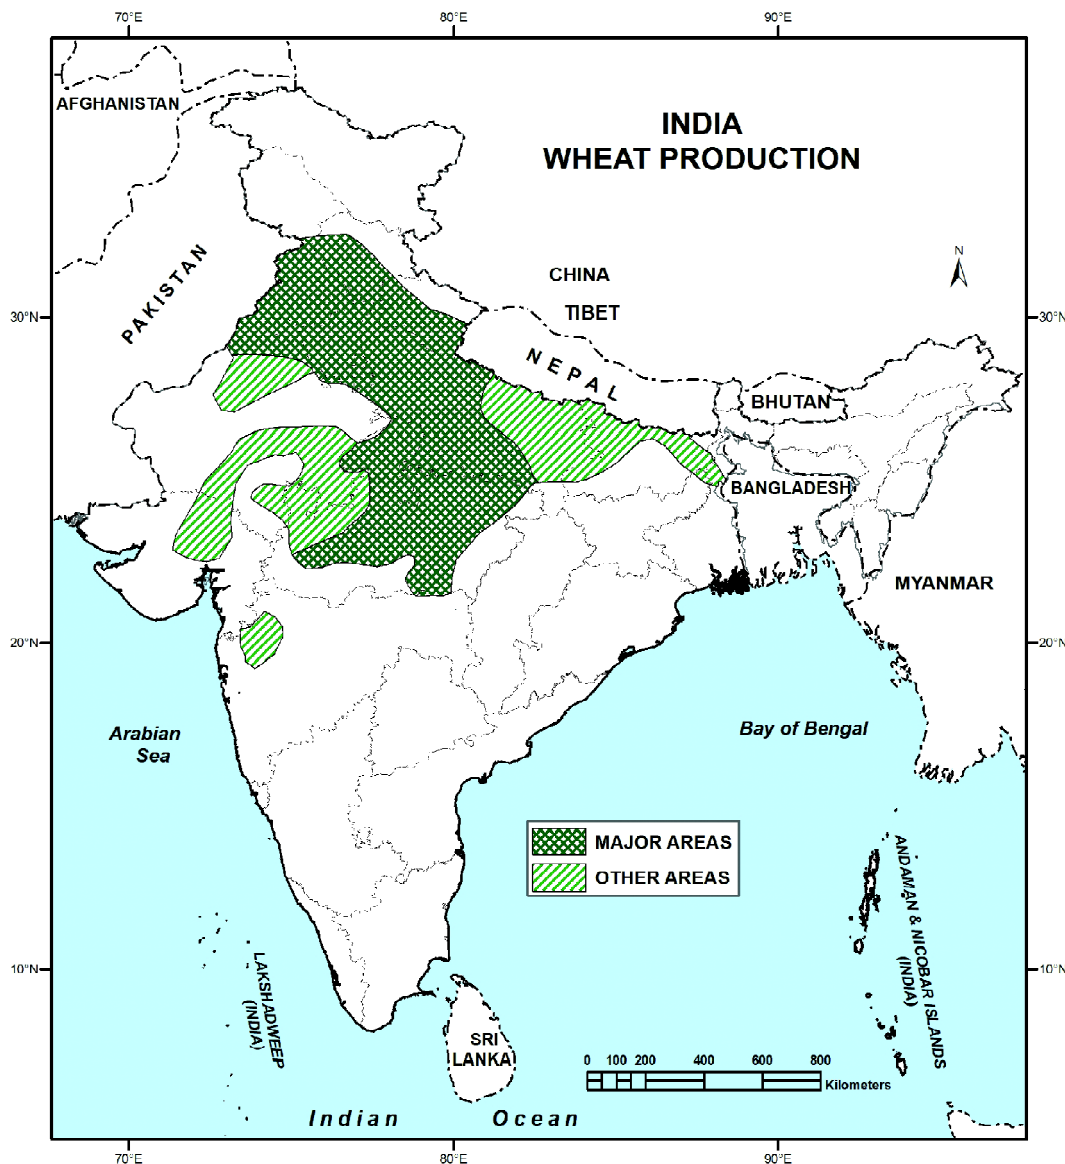 70°E 80°E 90°E
AFGHANISTAN
INDIA
WHEAT PRODUCTION
PAKISTAN
N
CHINA
TIBET
30°N 30°N
NEPAL
BHUTAN
BANGLADESH
MYANMAR
20°N 20°N
Arabian
Sea
Bay of Bengal
MAJOR AREAS
OTHER AREAS
ANDAMAN & NICOBAR ISLANDS
(INDIA)
LAKSHADWEEP
(INDIA)
10°N 10°N
SRI
LANKA
0 100 200 400 600 800
Kilometers
Indian Ocean
70°E 80°E 90°E